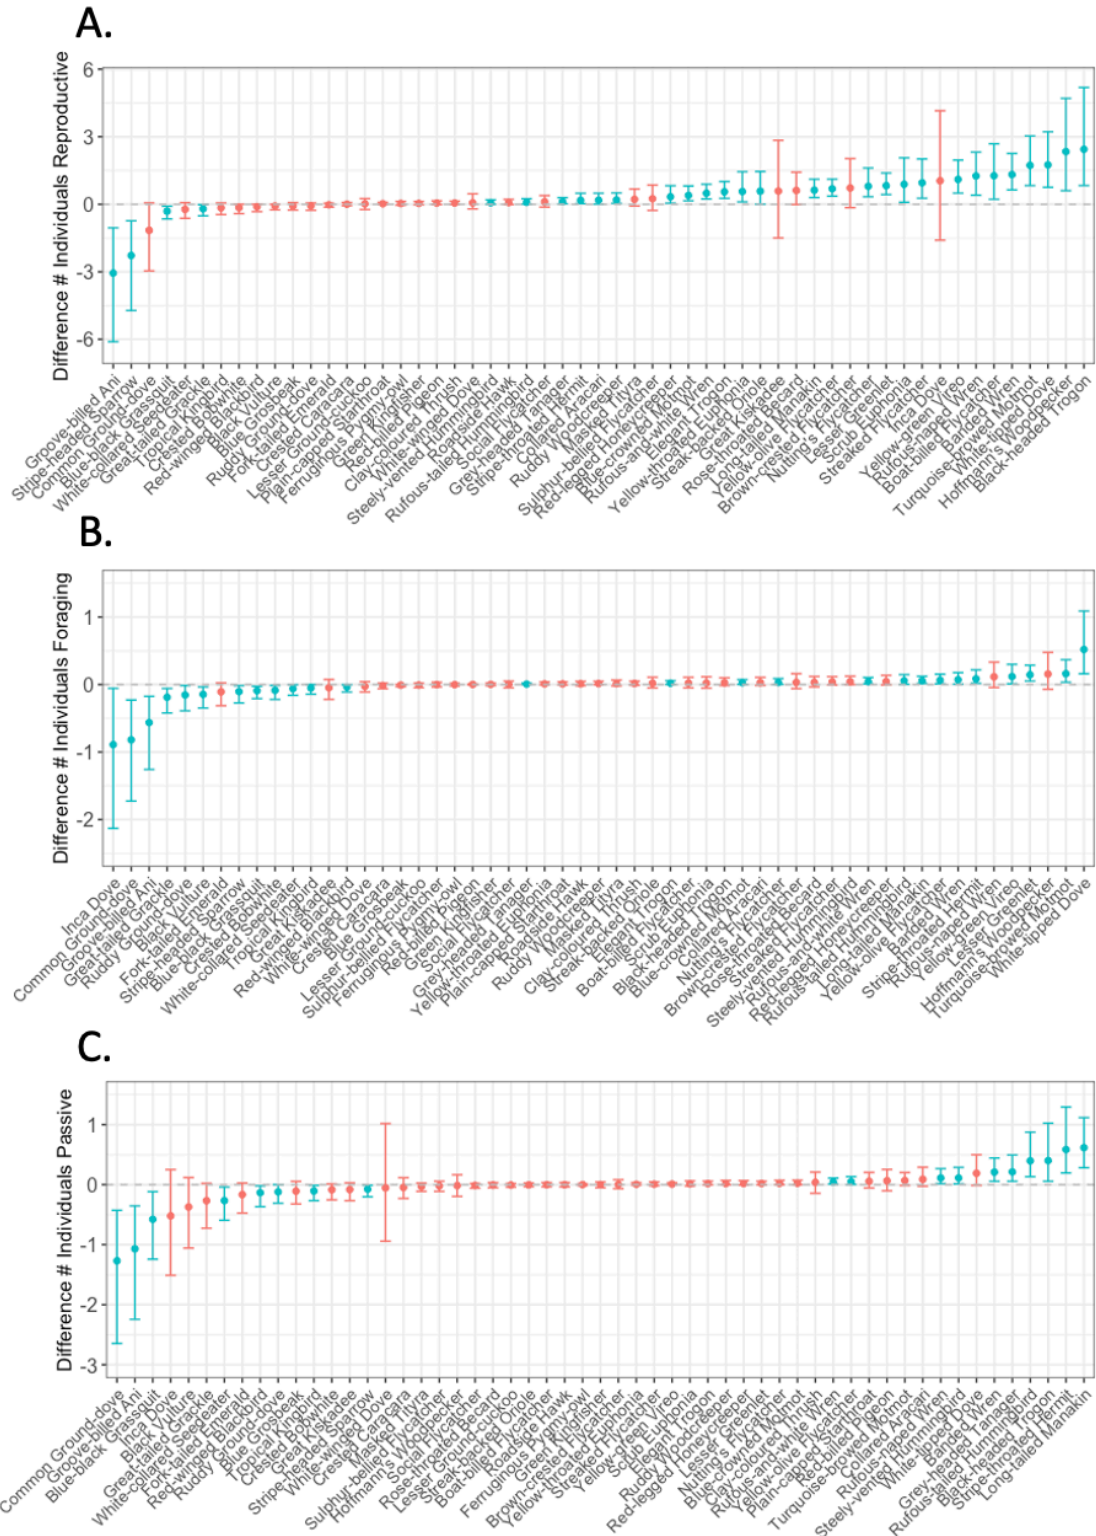 A.
Difference # Individuals Reproductive
6
3
0
-3
-6
Groove-billed Ani
Stripe-headed Sparrow
Common Ground-dove
Blue-black Grassquit
White-collared Seedeater
Great-tailed Grackle
Tropical Kingbird
Crested Bobwhite
Red-winged Blackbird
Black Vulture
Blue Grosbeak
Ruddy Ground-dove
Fork-tailed Emerald
Crested Caracara
Lesser Ground-cuckoo
Plain-capped Starthroat
Ferruginous Pygmy-owl
Green Kingfisher
Red-billed Pigeon
Clay-coloured Thrush
White-winged Dove
Steely-vented Hummingbird
Roadside Hawk
Rufous-tailed Hummingbird
Social Flycatcher
Grey-headed Tanager
Stripe-throated Hermit
Collared Aracari
Ruddy Woodcreeper
Masked Tityra
Sulphur-bellied Flycatcher
Red-legged Honeycreeper
Blue-crowned Motmot
Rufous-and-white Wren
Elegant Trogon
Yellow-throated Euphonia
Streak-backed Oriole
Great Kiskadee
Rose-throated Becard
Long-tailed Manakin
Yellow-olive Flycatcher
Brown-crested Flycatcher
Nutting's Flycatcher
Lesser Greenlet
Scrub Euphonia
Streaked Flycatcher
Inca Dove
Yellow-green Vireo
Rufous-naped Wren
Boat-billed Flycatcher
Banded Wren
Turquoise-browed Motmot
White-tipped Dove
Hoffmann's Woodpecker
Black-headed Trogon
B.
Difference # Individuals Foraging
1
0
-1
-2
Inca Dove
Common Ground-dove
Groove-billed Ani
Great-tailed Grackle
Ruddy Ground-dove
Black Vulture
Fork-tailed Emerald
Stripe-headed Sparrow
Blue-black Grassquit
Crested Bobwhite
White-collared Seedeater
Tropical Kingbird
Great Kiskadee
Red-winged Blackbird
White-winged Dove
Crested Caracara
Blue Grosbeak
Lesser Ground-cuckoo
Sulphur-bellied Flycatcher
Ferruginous Pygmy-owl
Red-billed Pigeon
Green Kingfisher
Social Flycatcher
Grey-headed Tanager
Yellow-throated Euphonia
Plain-capped Starthroat
Roadside Hawk
Ruddy Woodcreeper
Masked Tityra
Clay-coloured Thrush
Streak-backed Oriole
Elegant Trogon
Boat-billed Flycatcher
Scrub Euphonia
Black-headed Trogon
Blue-crowned Motmot
Collared Aracari
Nutting's Flycatcher
Brown-crested Flycatcher
Rose-throated Becard
Streaked Flycatcher
Steely-vented Hummingbird
Rufous-and-white Wren
Red-legged Honeycreeper
Rufous-tailed Hummingbird
Long-tailed Manakin
Yellow-olive Flycatcher
Banded Wren
Stripe-throated Hermit
Rufous-naped Wren
Yellow-green Vireo
Lesser Greenlet
Hoffmann's Woodpecker
Turquoise-browed Motmot
White-tipped Dove
C.
Difference # Individuals Passive
1
0
-1
-2
-3
Common Ground-dove
Groove-billed Ani
Blue-black Grassquit
Inca Dove
Black Vulture
Great-tailed Grackle
White-collared Seedeater
Fork-tailed Emerald
Red-winged Blackbird
Ruddy Ground-dove
Blue Grosbeak
Tropical Kingbird
Crested Bobwhite
Great Kiskadee
Stripe-headed Sparrow
White-winged Dove
Crested Caracara
Masked Tityra
Sulphur-bellied Flycatcher
Hoffmann's Woodpecker
Social Flycatcher
Rose-throated Becard
Lesser Ground-cuckoo
Streak-backed Oriole
Boat-billed Flycatcher
Roadside Hawk
Ferruginous Pygmy-owl
Green Kingfisher
Brown-crested Flycatcher
Yellow-throated Euphonia
Streaked Flycatcher
Yellow-green Vireo
Scrub Euphonia
Elegant Trogon
Ruddy Woodcreeper
Red-legged Honeycreeper
Lesser Greenlet
Nutting's Flycatcher
Blue-crowned Motmot
Clay-coloured Thrush
Rufous-and-white Wren
Yellow-olive Flycatcher
Plain-capped Starthroat
Red-billed Pigeon
Turquoise-browed Motmot
Collared Aracari
Rufous-naped Wren
Steely-vented Hummingbird
White-tipped Dove
Banded Wren
Grey-headed Tanager
Rufous-tailed Hummingbird
Black-headed Trogon
Stripe-throated Hermit
Long-tailed Manakin